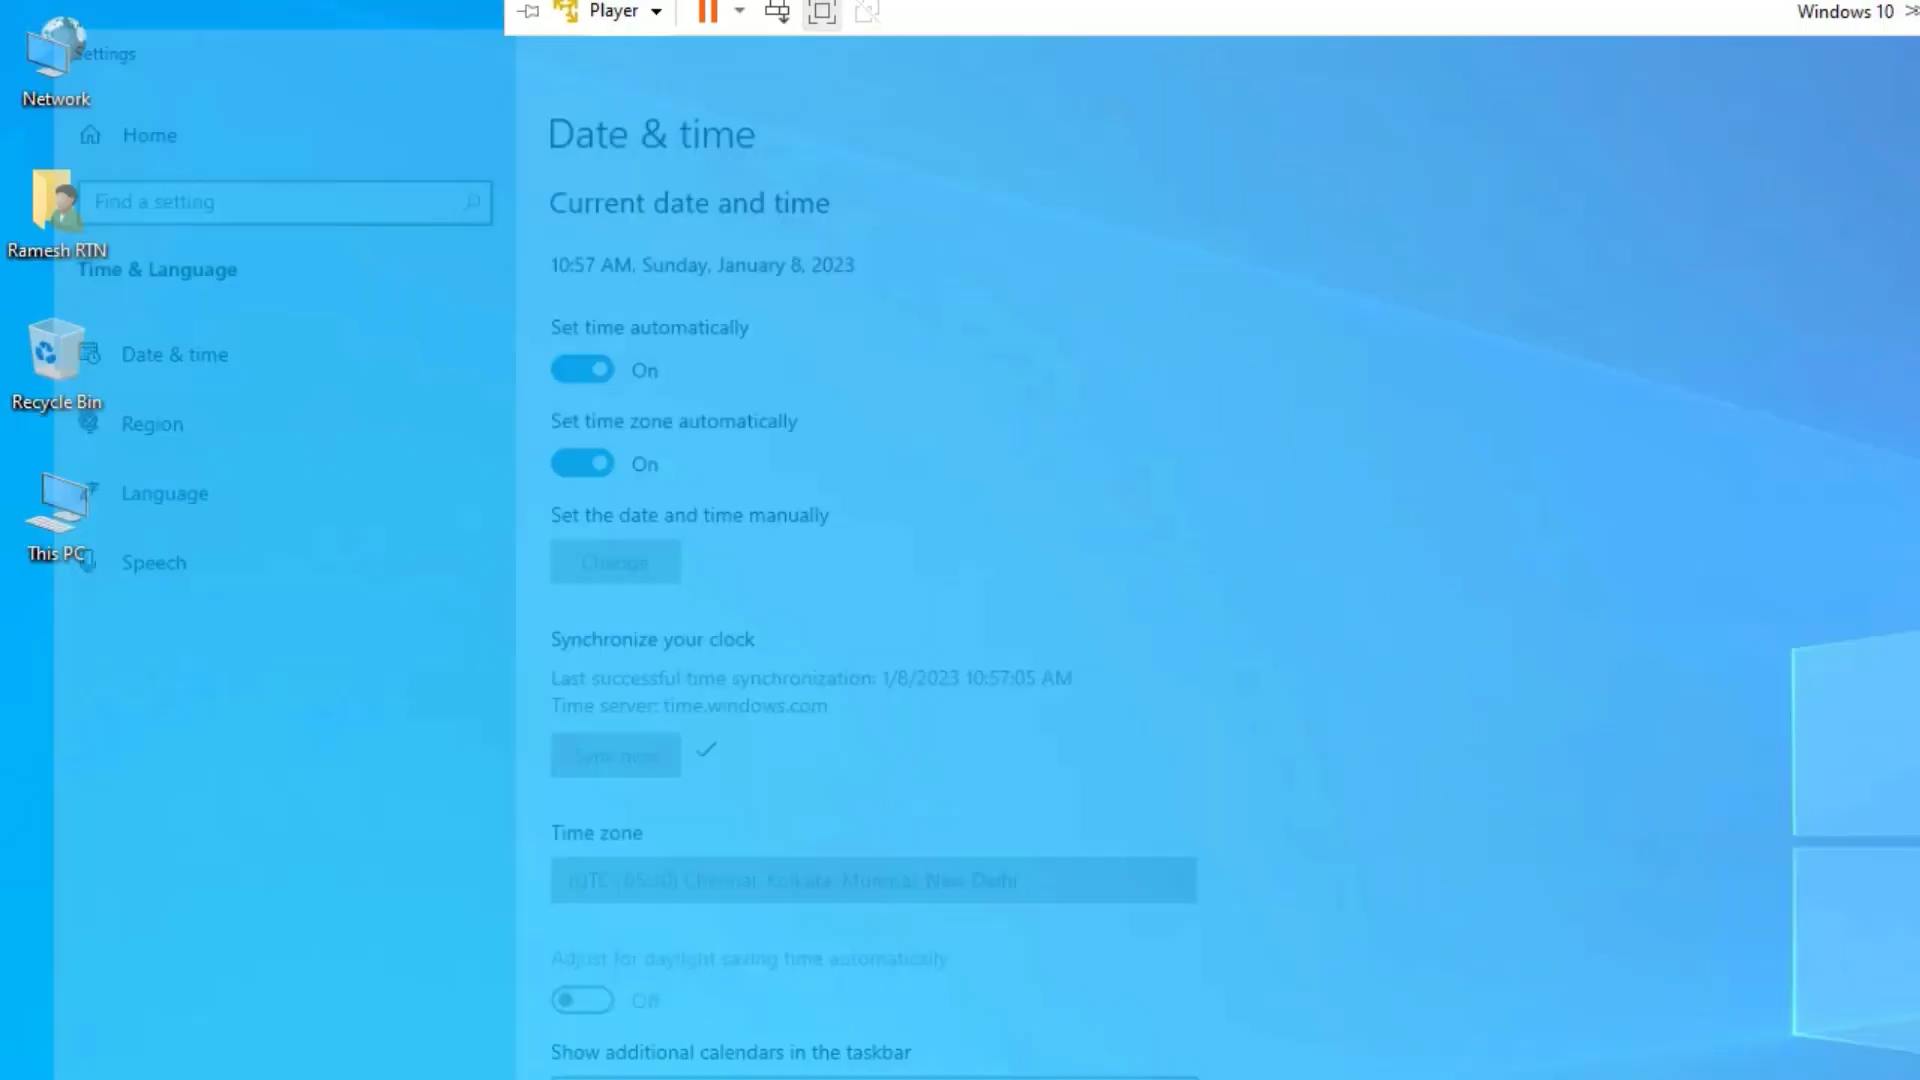 Player
Windows 10
Settings
Network
Home
Date & time
Find a setting
Current date and time
Ramesh RTN
Time & Language
10:57 AM, Sunday, January 8, 2023
Set time automatically
On
Date & time
Recycle Bin
Region
Set time zone automatically
On
Language
Set the date and time manually
This PC
Speech
Change
Synchronize your clock
Last successful time synchronization: 1/8/2023 10:57:05 AM
Time server: time.windows.com
Sync now
Time zone
(UTC+05:30) Chennai, Kolkata, Mumbai, New Delhi
Adjust for daylight saving time automatically
Off
Show additional calendars in the taskbar